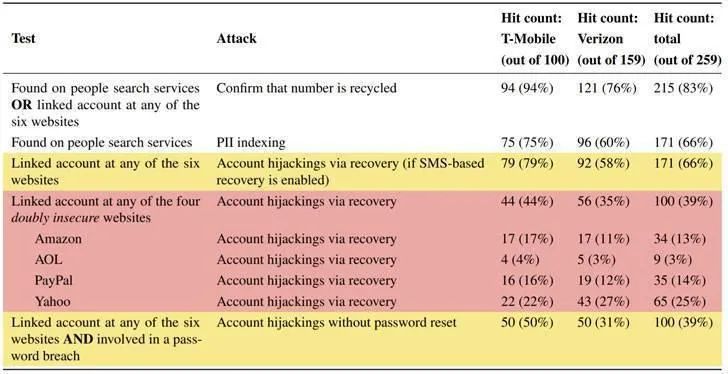 Test Attack Hit count: Hit count: Hit count:
T-Mobile Verizon total
(out of 100) (out of 159) (out of 259)
Found on people search services Confirm that number is recycled 94 (94%) 121 (76%) 215 (83%)
OR linked account at any of the
six websites
Found on people search services PII indexing 75 (75%) 96 (60%) 171 (66%)
Linked account at any of the six Account hijackings via recovery (if SMS-based 79 (79%) 92 (58%) 171 (66%)
websites recovery is enabled)
Linked account at any of the four Account hijackings via recovery 44 (44%) 56 (35%) 100 (39%)
doubly insecure websites
Amazon Account hijackings via recovery 17 (17%) 17 (11%) 34 (13%)
AOL Account hijackings via recovery 4 (4%) 5 (3%) 9 (3%)
PayPal Account hijackings via recovery 16 (16%) 19 (12%) 35 (14%)
Yahoo Account hijackings via recovery 22 (22%) 43 (27%) 65 (25%)
Linked account at any of the six Account hijackings without password reset 50 (50%) 50 (31%) 100 (39%)
websites AND involved in a pass-
word breach